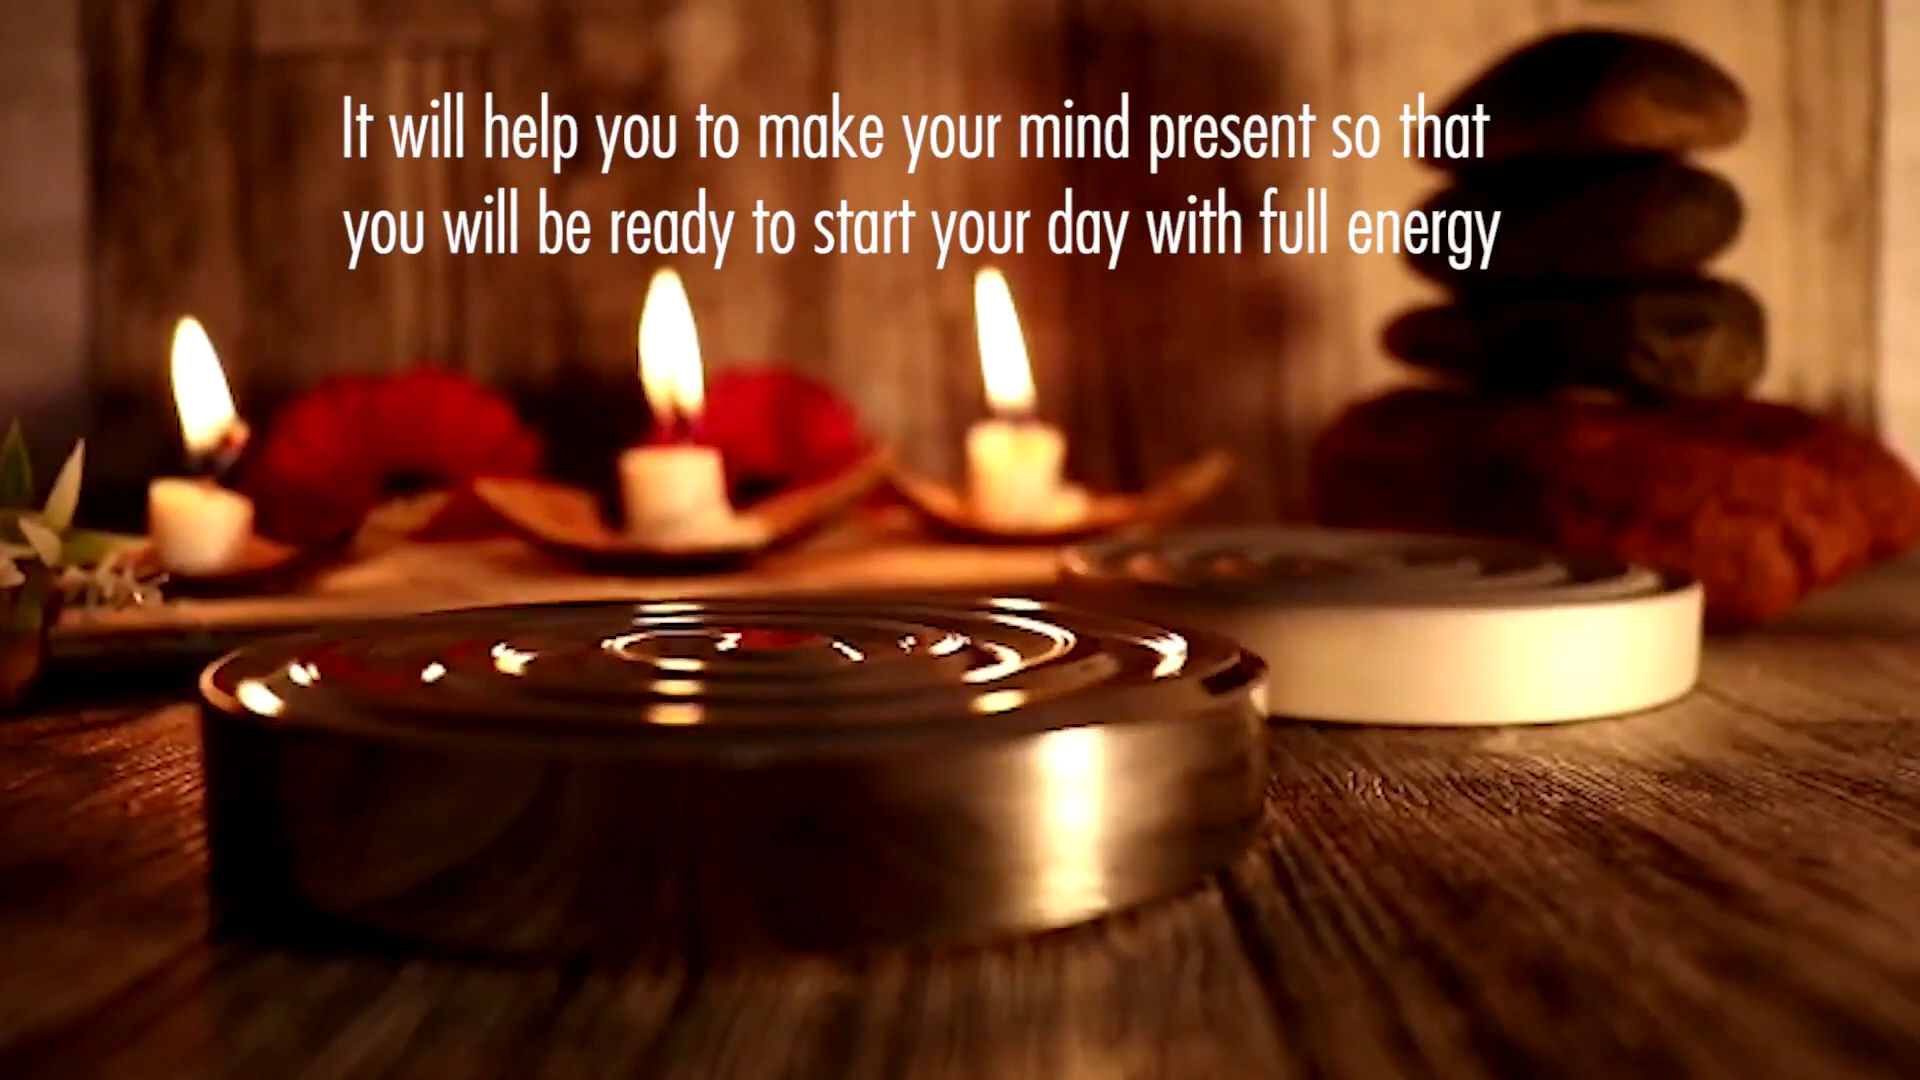 It will help you to make your mind present so that
you will be ready to start your day with full energy